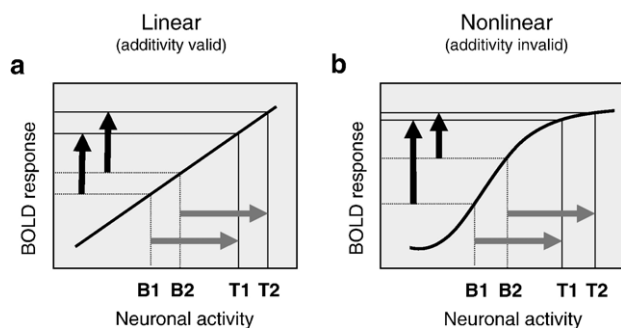 Linear
(additivity valid)
a
BOLD response
B1 B2 T1 T2
Neuronal activity
Nonlinear
(additivity invalid)
b
BOLD response
B1 B2 T1 T2
Neuronal activity